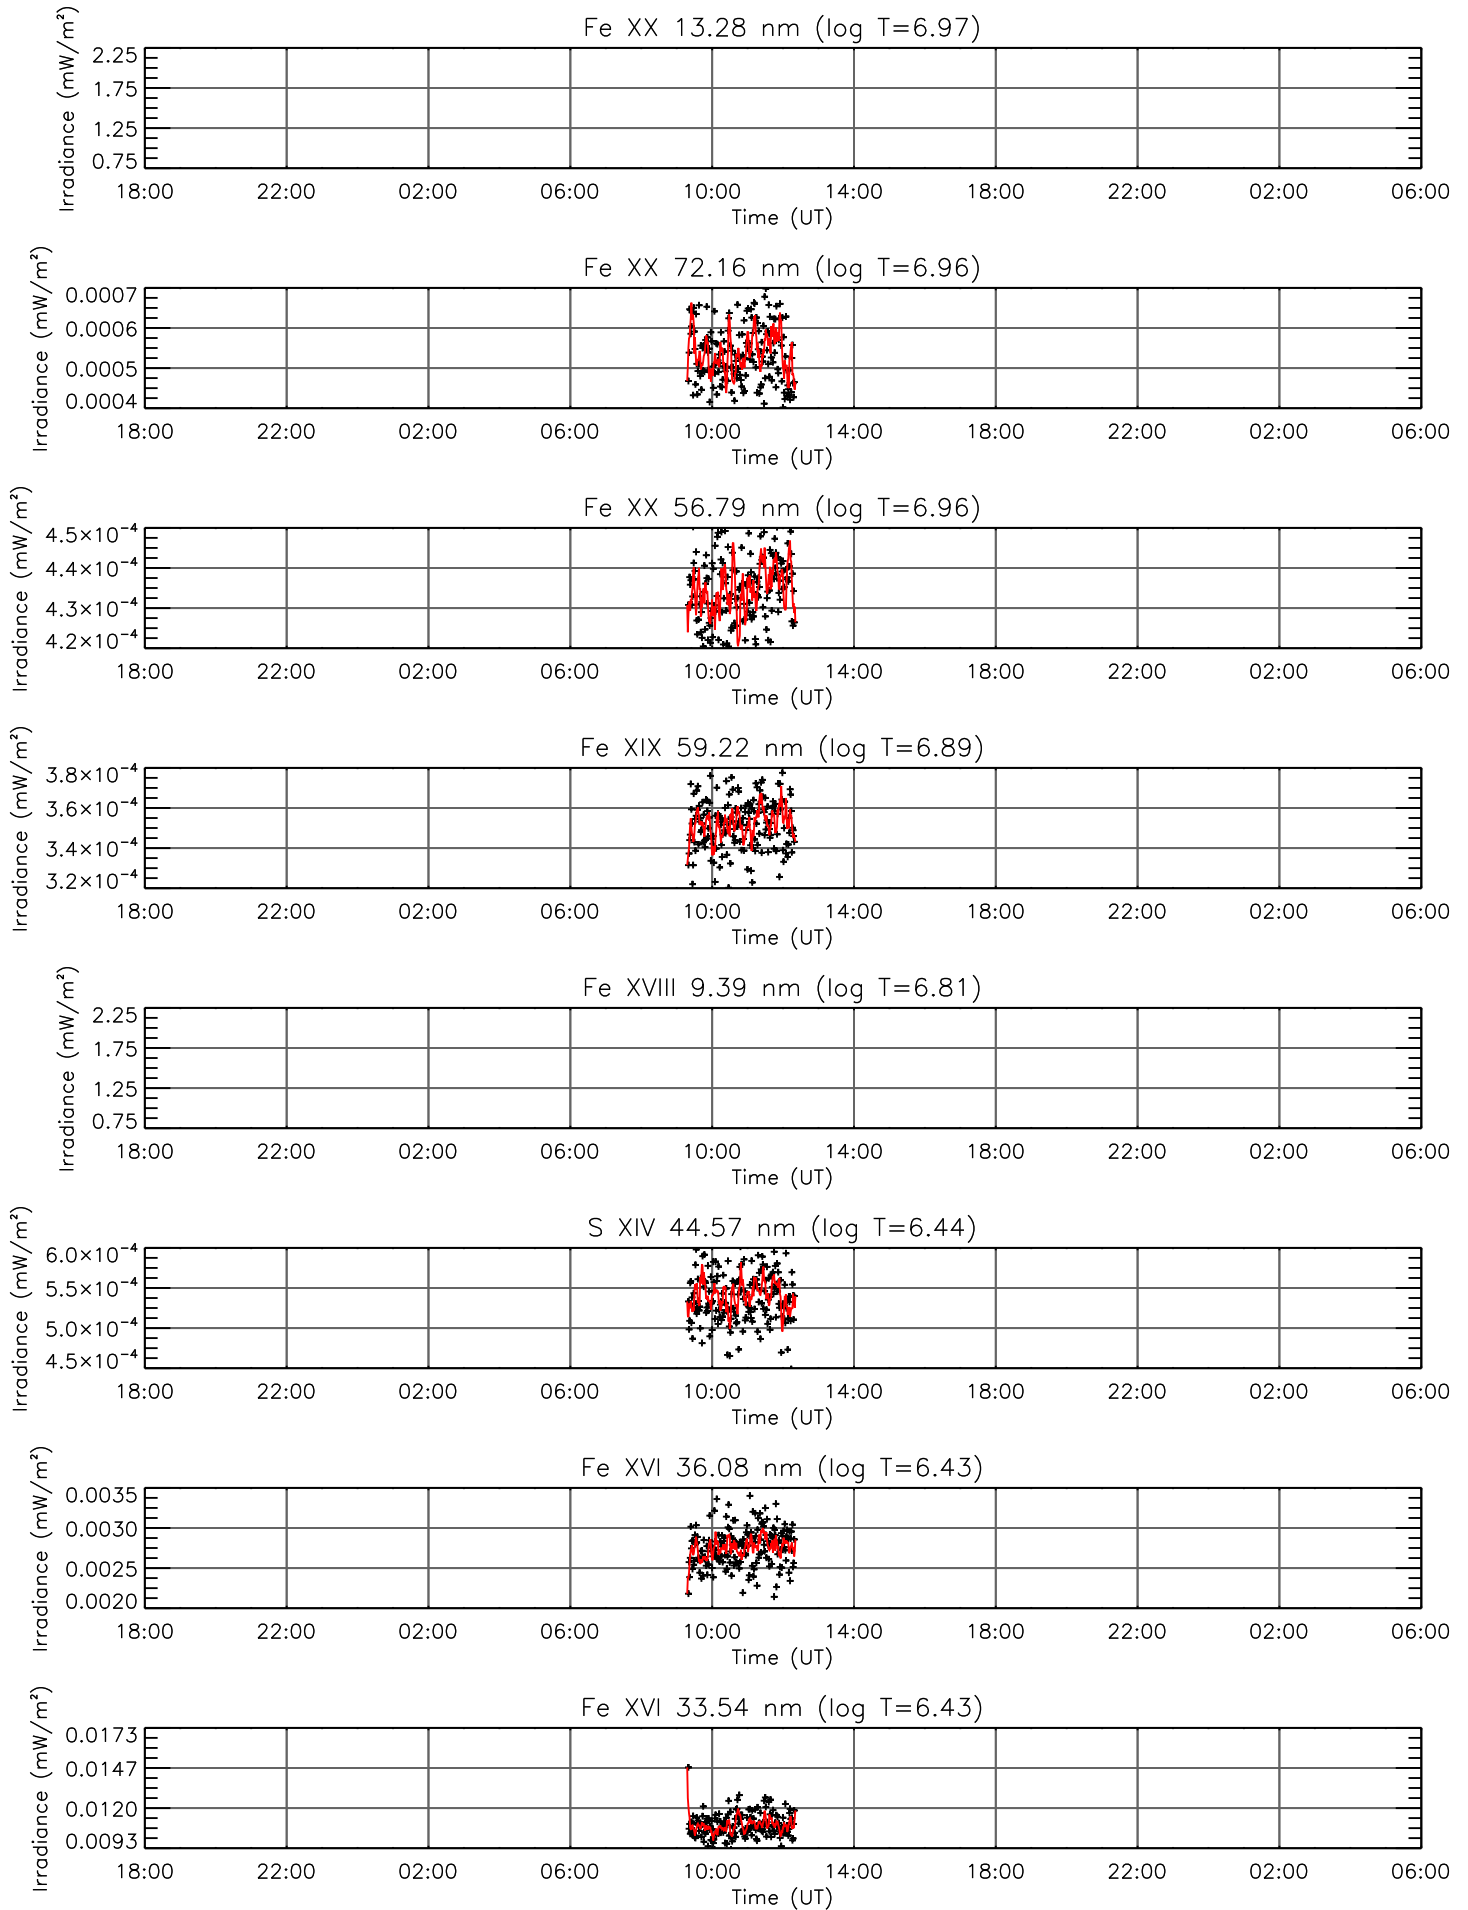 Fe XX 13.28 nm (log T=6.97)
Irradiance (mW/m²)
2.25
1.75
1.25
0.75
18:00 22:00 02:00 06:00 10:00 14:00 18:00 22:00 02:00 06:00
Time (UT)
Fe XX 72.16 nm (log T=6.96)
Irradiance (mW/m²)
0.0007
0.0006
0.0005
0.0004
18:00 22:00 02:00 06:00 10:00 14:00 18:00 22:00 02:00 06:00
Time (UT)
Fe XX 56.79 nm (log T=6.96)
Irradiance (mW/m²)
4.5×10⁻⁴
4.4×10⁻⁴
4.3×10⁻⁴
4.2×10⁻⁴
18:00 22:00 02:00 06:00 10:00 14:00 18:00 22:00 02:00 06:00
Time (UT)
Fe XIX 59.22 nm (log T=6.89)
Irradiance (mW/m²)
3.8×10⁻⁴
3.6×10⁻⁴
3.4×10⁻⁴
3.2×10⁻⁴
18:00 22:00 02:00 06:00 10:00 14:00 18:00 22:00 02:00 06:00
Time (UT)
Fe XVIII 9.39 nm (log T=6.81)
Irradiance (mW/m²)
2.25
1.75
1.25
0.75
18:00 22:00 02:00 06:00 10:00 14:00 18:00 22:00 02:00 06:00
Time (UT)
S XIV 44.57 nm (log T=6.44)
Irradiance (mW/m²)
6.0×10⁻⁴
5.5×10⁻⁴
5.0×10⁻⁴
4.5×10⁻⁴
18:00 22:00 02:00 06:00 10:00 14:00 18:00 22:00 02:00 06:00
Time (UT)
Fe XVI 36.08 nm (log T=6.43)
Irradiance (mW/m²)
0.0035
0.0030
0.0025
0.0020
18:00 22:00 02:00 06:00 10:00 14:00 18:00 22:00 02:00 06:00
Time (UT)
Fe XVI 33.54 nm (log T=6.43)
Irradiance (mW/m²)
0.0173
0.0147
0.0120
0.0093
18:00 22:00 02:00 06:00 10:00 14:00 18:00 22:00 02:00 06:00
Time (UT)